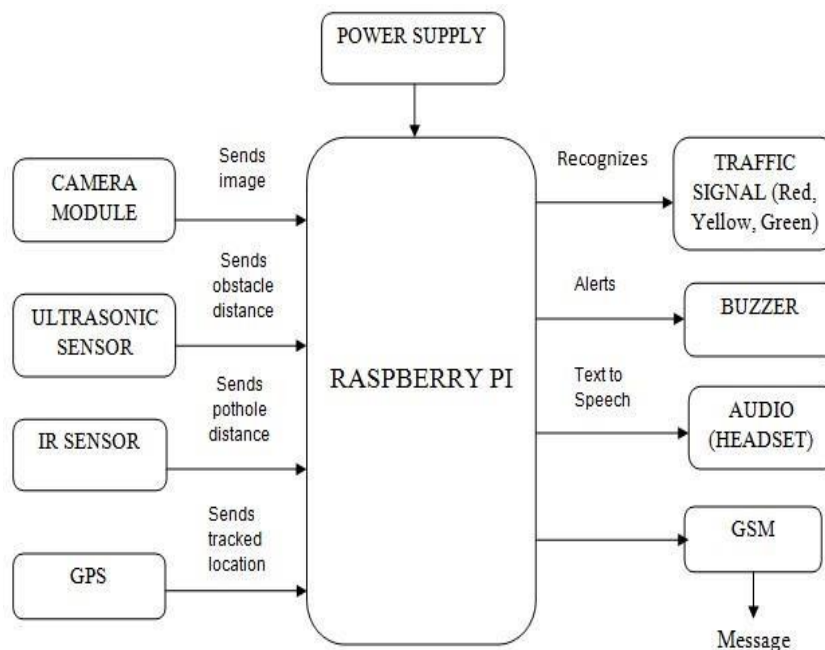 POWER SUPPLY
Sends
image
CAMERA
MODULE
Sends
obstacle
distance
ULTRASONIC
SENSOR
Sends
pothole
distance
IR SENSOR
Sends
tracked
location
GPS
RASPBERRY PI
Recognizes
TRAFFIC
SIGNAL (Red,
Yellow, Green)
Alerts
BUZZER
Text to
Speech
AUDIO
(HEADSET)
GSM
Message